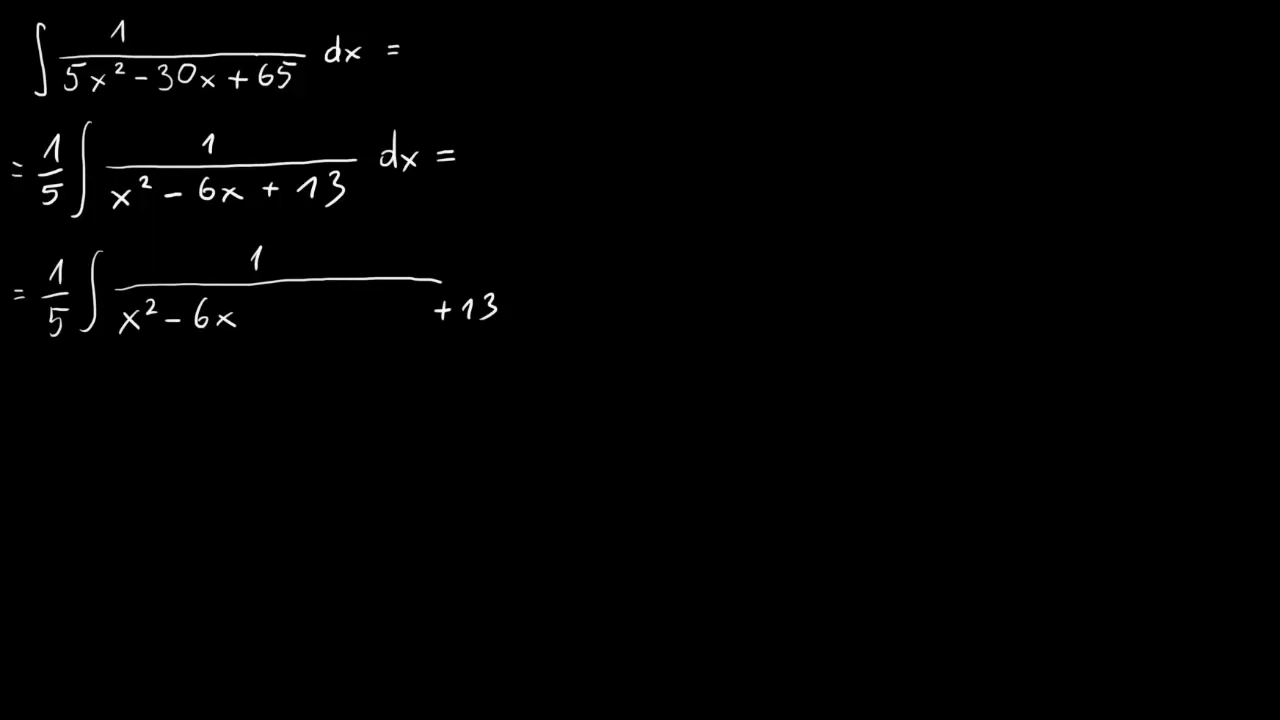 ∫ 1/(5x² - 30x + 65) dx =
= 1/5 ∫ 1/(x² - 6x + 13) dx =
= 1/5 ∫ 1/(x² - 6x + 13)